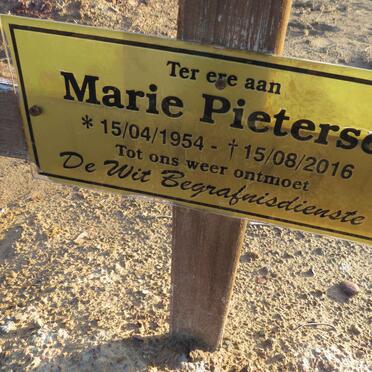 Ter ere aan
Marie Pieterse
* 15/04/1954 - † 15/08/2016
Tot ons weer ontmoet
De Wit Begrafnisdienste